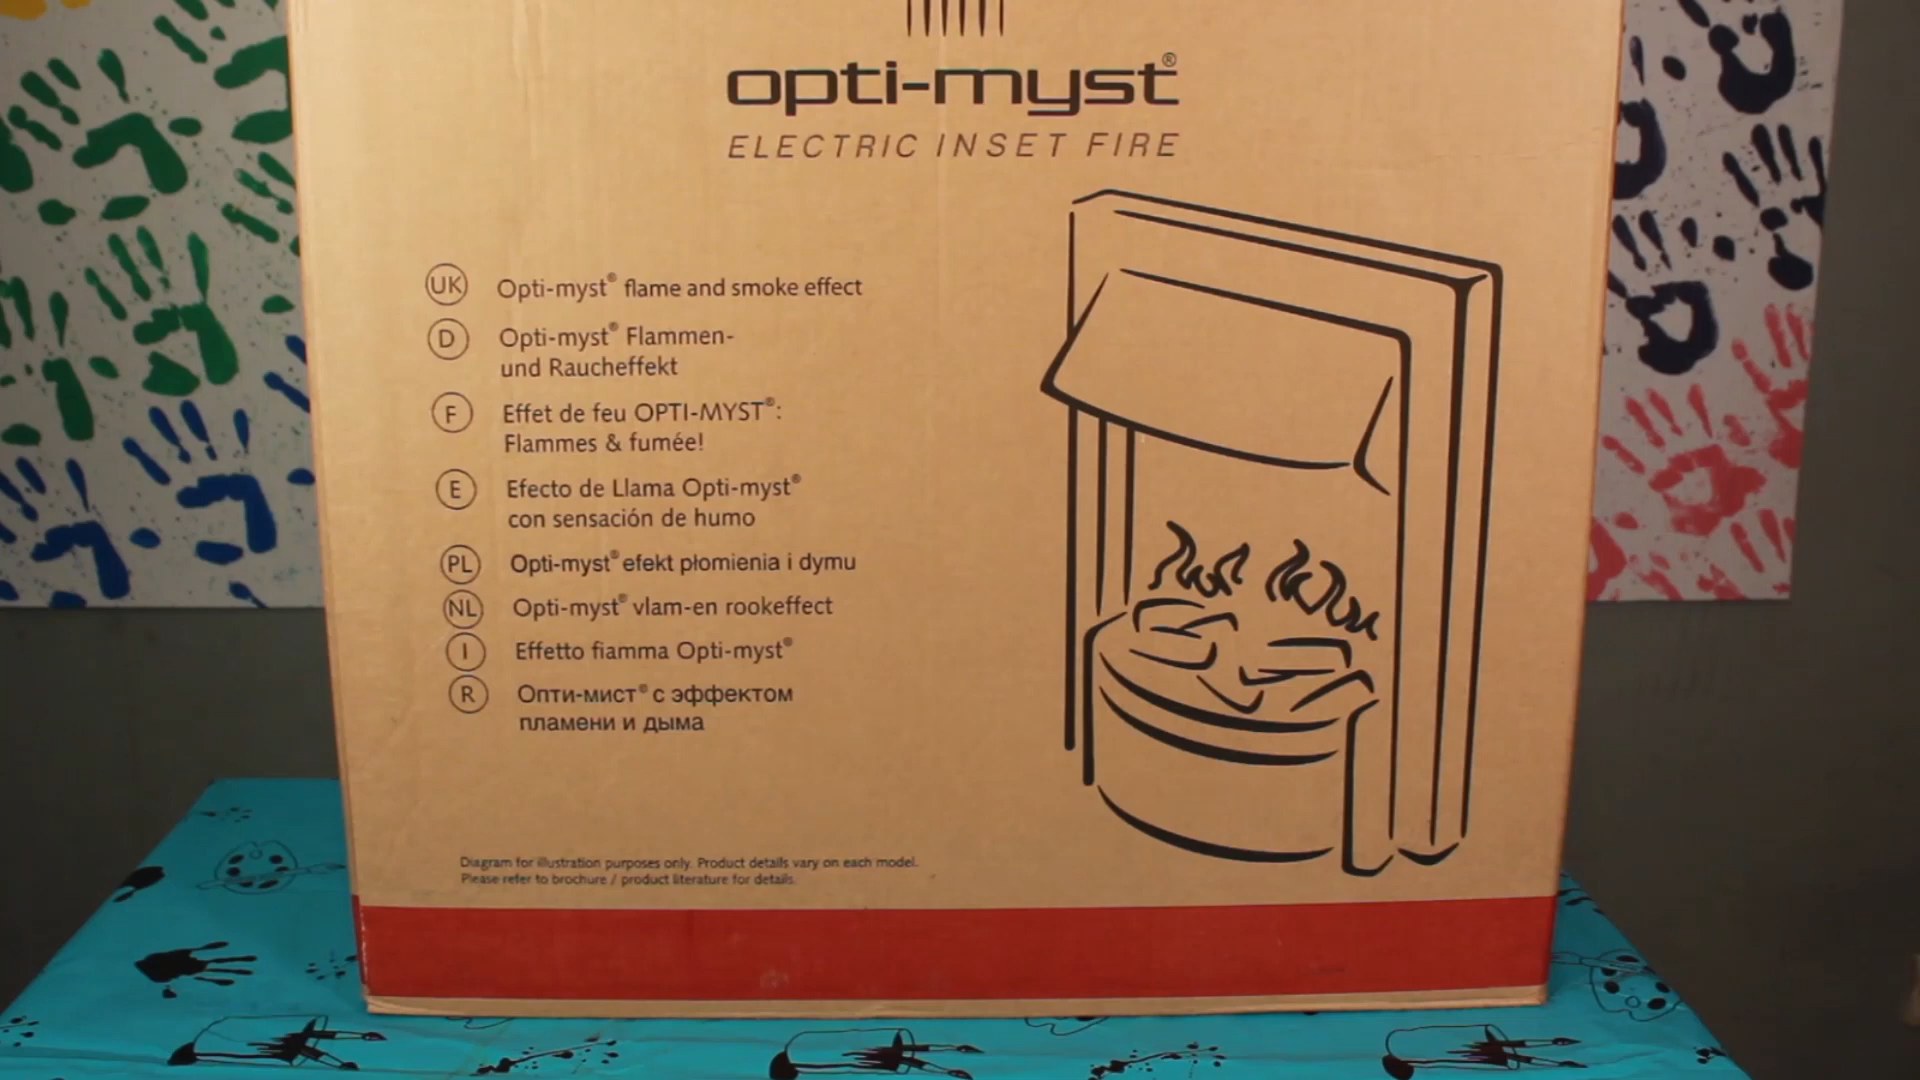 opti-myst®
ELECTRIC INSET FIRE
UK Opti-myst® flame and smoke effect
D Opti-myst® Flammen-
und Raucheffekt
F Effet de feu OPTI-MYST®:
Flammes & fumée!
E Efecto de Llama Opti-myst®
con sensación de humo
PL Opti-myst® efekt płomienia i dymu
NL Opti-myst® vlam-en rookeffect
I Effetto fiamma Opti-myst®
R Опти-мист® с эффектом
пламени и дыма
Diagram for illustration purposes only. Product details vary on each model.
Please refer to brochure / product literature for details.